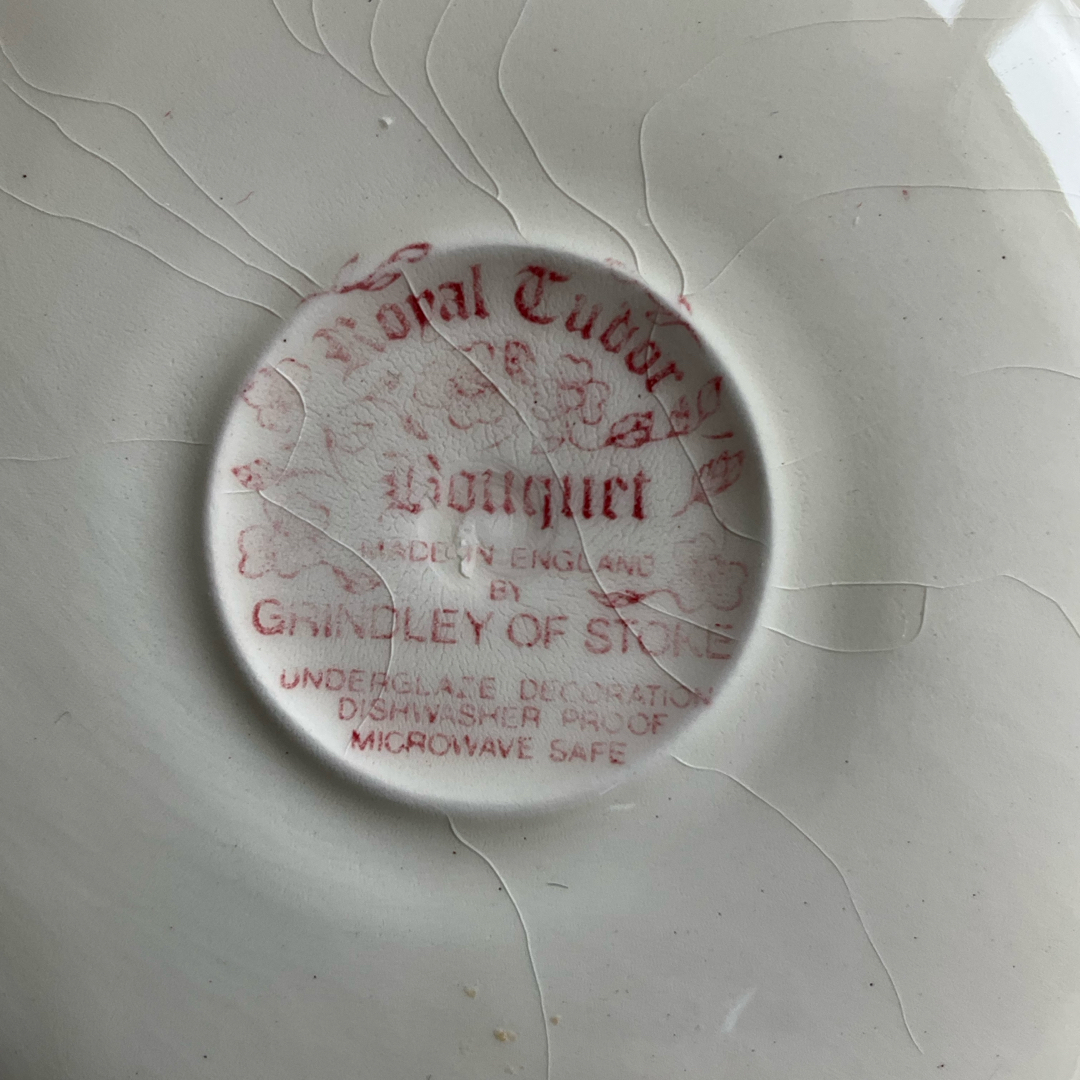 Royal Tudor
Bouquet
MADE IN ENGLAND
BY
GRINDLEY OF STOKE
UNDERGLAZE DECORATION
DISHWASHER PROOF
MICROWAVE SAFE